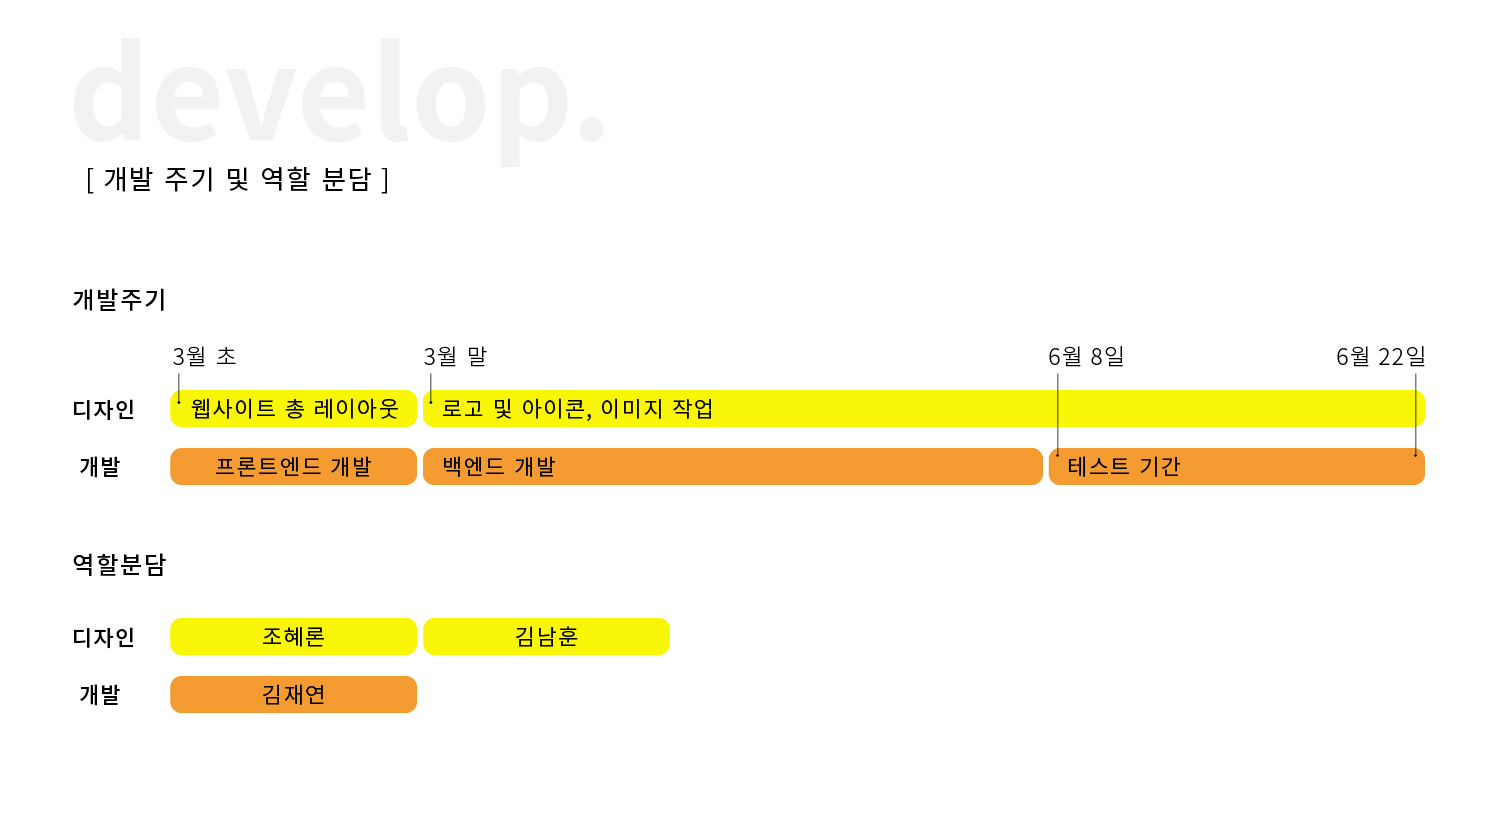 develop.
[ 개발 주기 및 역할 분담 ]
개발주기
3월 초 3월 말 6월 8일 6월 22일
디자인 웹사이트 총 레이아웃 로고 및 아이콘, 이미지 작업
개발 프론트엔드 개발 백엔드 개발 테스트 기간
역할분담
디자인 조혜론 김남훈
개발 김재연